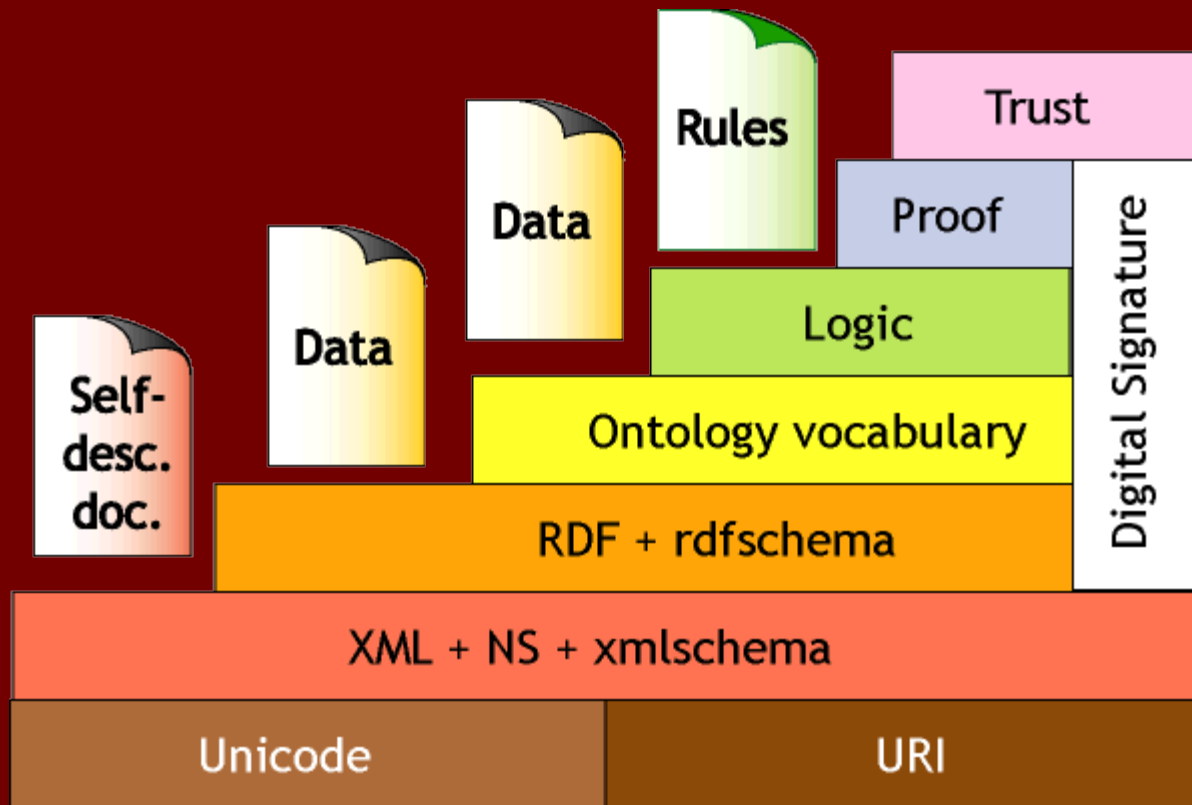 Rules
Trust
Data
Proof
Digital Signature
Logic
Data
Self-
desc.
doc.
Ontology vocabulary
RDF + rdfschema
XML + NS + xmlschema
Unicode
URI